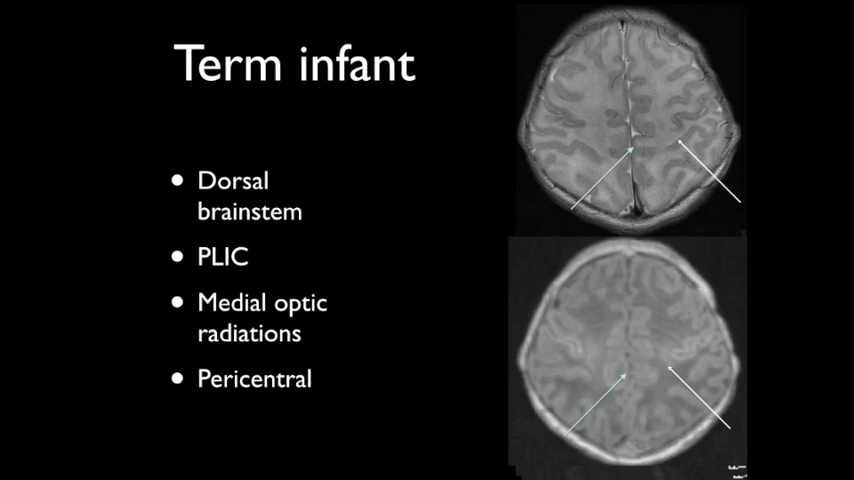 Term infant
• Dorsal
brainstem
• PLIC
• Medial optic
radiations
• Pericentral